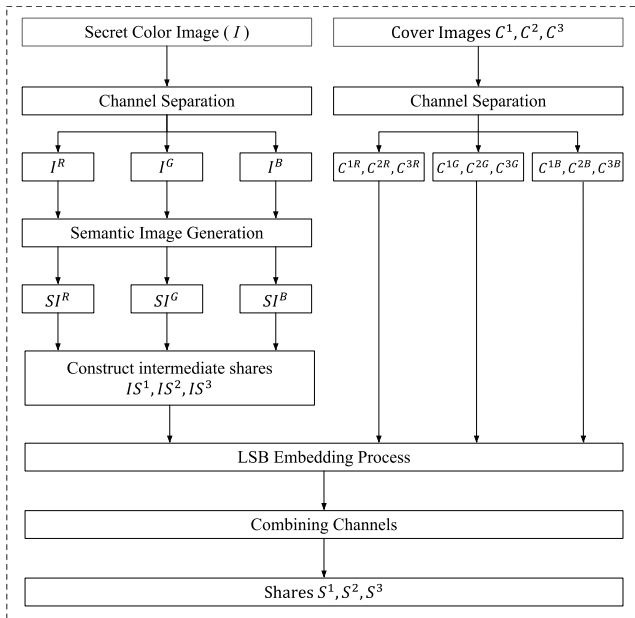 Secret Color Image ( I )
Cover Images C¹, C², C³
Channel Separation
Channel Separation
Iᴿ
Iᴳ
Iᴮ
C¹ᴿ, C²ᴿ, C³ᴿ
C¹ᴳ, C²ᴳ, C³ᴳ
C¹ᴮ, C²ᴮ, C³ᴮ
Semantic Image Generation
SIᴿ
SIᴳ
SIᴮ
Construct intermediate shares
IS¹, IS², IS³
LSB Embedding Process
Combining Channels
Shares S¹, S², S³